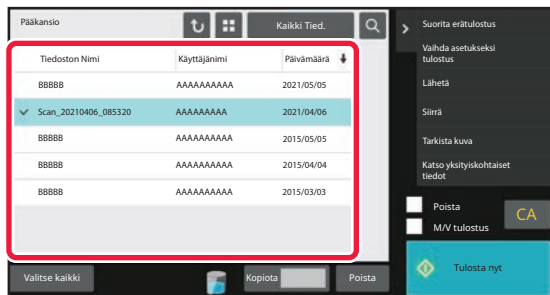 Pääkansio
Kaikki Tied.
Tiedoston Nimi Käyttäjänimi Päivämäärä
BBBBB AAAAAAAAAA 2021/05/05
Scan_20210406_085320 AAAAAAAAA 2021/04/06
BBBBB AAAAAAAAAA 2015/05/05
BBBBB AAAAAAAAAA 2015/04/04
BBBBB AAAAAAAAAA 2015/03/03
Valitse kaikki
Kopiota
Poista
Suorita erätulostus
Vaihda asetukseksi
tulostus
Lähetä
Siirrä
Tarkista kuva
Katso yksityiskohtaiset
tiedot
Poista
M/V tulostus
CA
Tulosta nyt